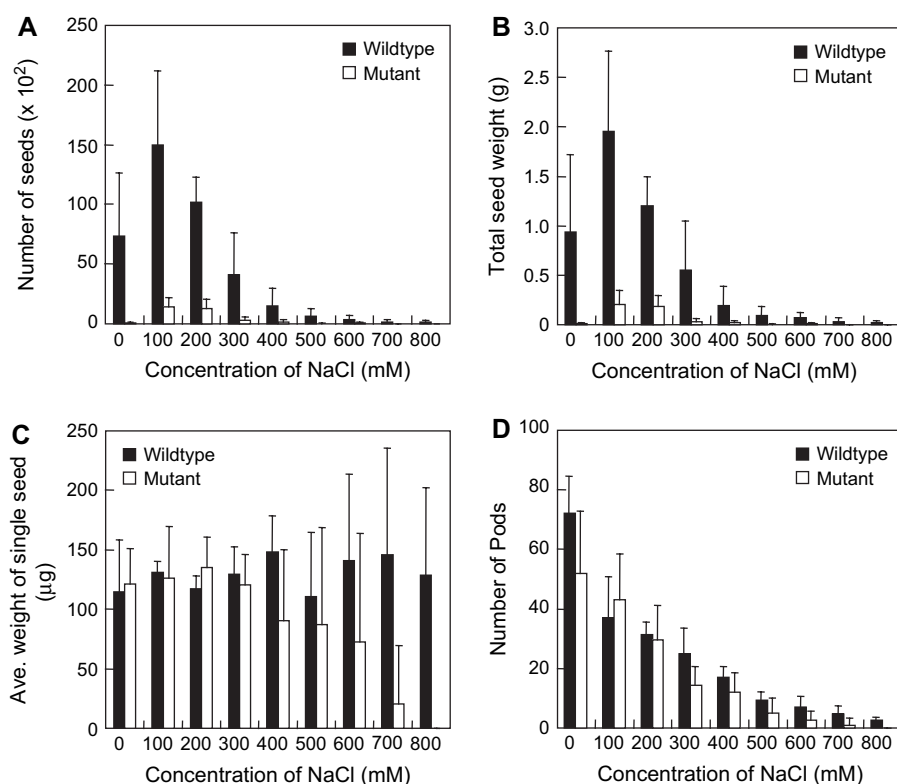 A
Number of seeds (x 10²)
250
200
150
100
50
0
Wildtype
Mutant
0 100 200 300 400 500 600 700 800
Concentration of NaCl (mM)
B
Total seed weight (g)
3.0
2.5
2.0
1.5
1.0
0.5
0
Wildtype
Mutant
0 100 200 300 400 500 600 700 800
Concentration of NaCl (mM)
C
Ave. weight of single seed
(µg)
250
200
150
100
50
0
Wildtype
Mutant
0 100 200 300 400 500 600 700 800
Concentration of NaCl (mM)
D
Number of Pods
100
80
60
40
20
0
Wildtype
Mutant
0 100 200 300 400 500 600 700 800
Concentration of NaCl (mM)